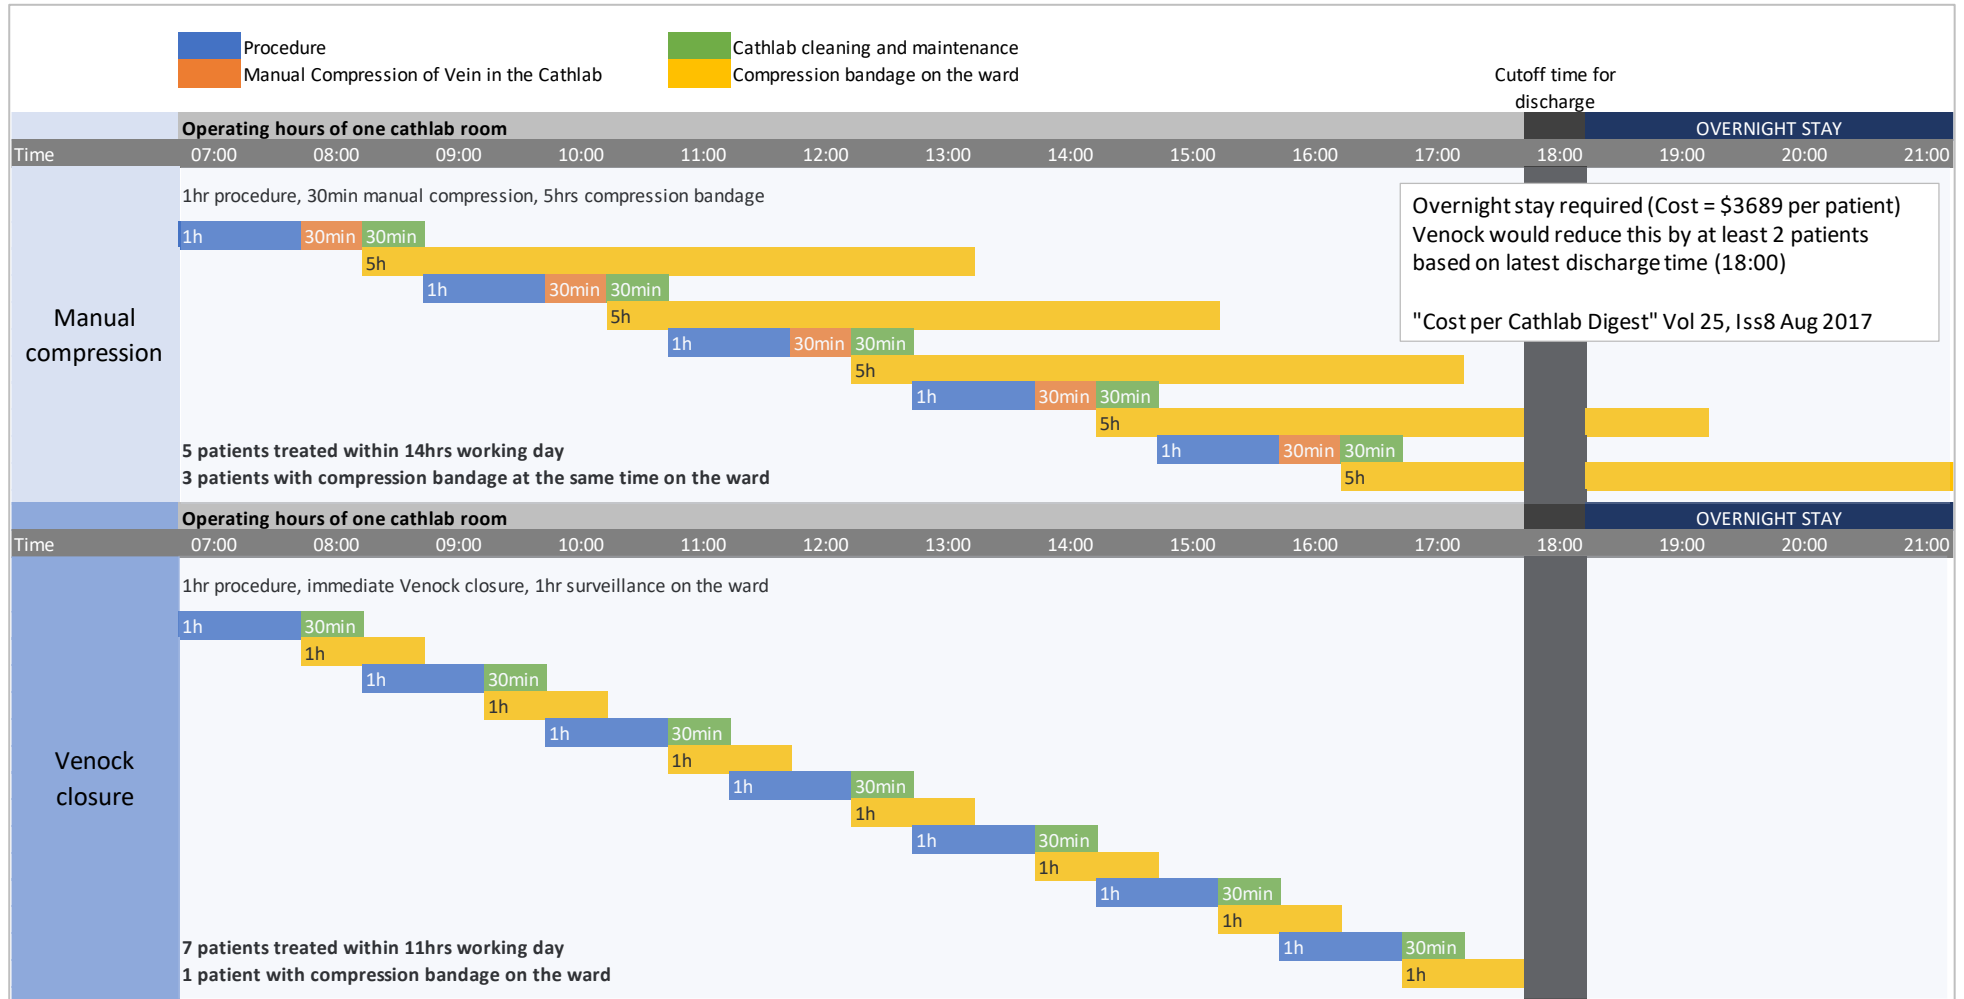 Procedure
Cathlab cleaning and maintenance
Manual Compression of Vein in the Cathlab
Compression bandage on the ward
Cutoff time for
discharge
Operating hours of one cathlab room
OVERNIGHT STAY
Time 07:00 08:00 09:00 10:00 11:00 12:00 13:00 14:00 15:00 16:00 17:00 18:00 19:00 20:00 21:00
Manual
compression
1hr procedure, 30min manual compression, 5hrs compression bandage
Overnight stay required (Cost = $3689 per patient)
Venock would reduce this by at least 2 patients
based on latest discharge time (18:00)
"Cost per Cathlab Digest" Vol 25, Iss8 Aug 2017
1h 30min 30min
5h
1h 30min 30min
5h
1h 30min 30min
5h
1h 30min 30min
5h
1h 30min 30min
5h
5 patients treated within 14hrs working day
3 patients with compression bandage at the same time on the ward
Operating hours of one cathlab room
OVERNIGHT STAY
Time 07:00 08:00 09:00 10:00 11:00 12:00 13:00 14:00 15:00 16:00 17:00 18:00 19:00 20:00 21:00
Venock
closure
1hr procedure, immediate Venock closure, 1hr surveillance on the ward
1h 30min
1h
1h 30min
1h
1h 30min
1h
1h 30min
1h
1h 30min
1h
1h 30min
1h
1h 30min
1h
7 patients treated within 11hrs working day
1 patient with compression bandage on the ward